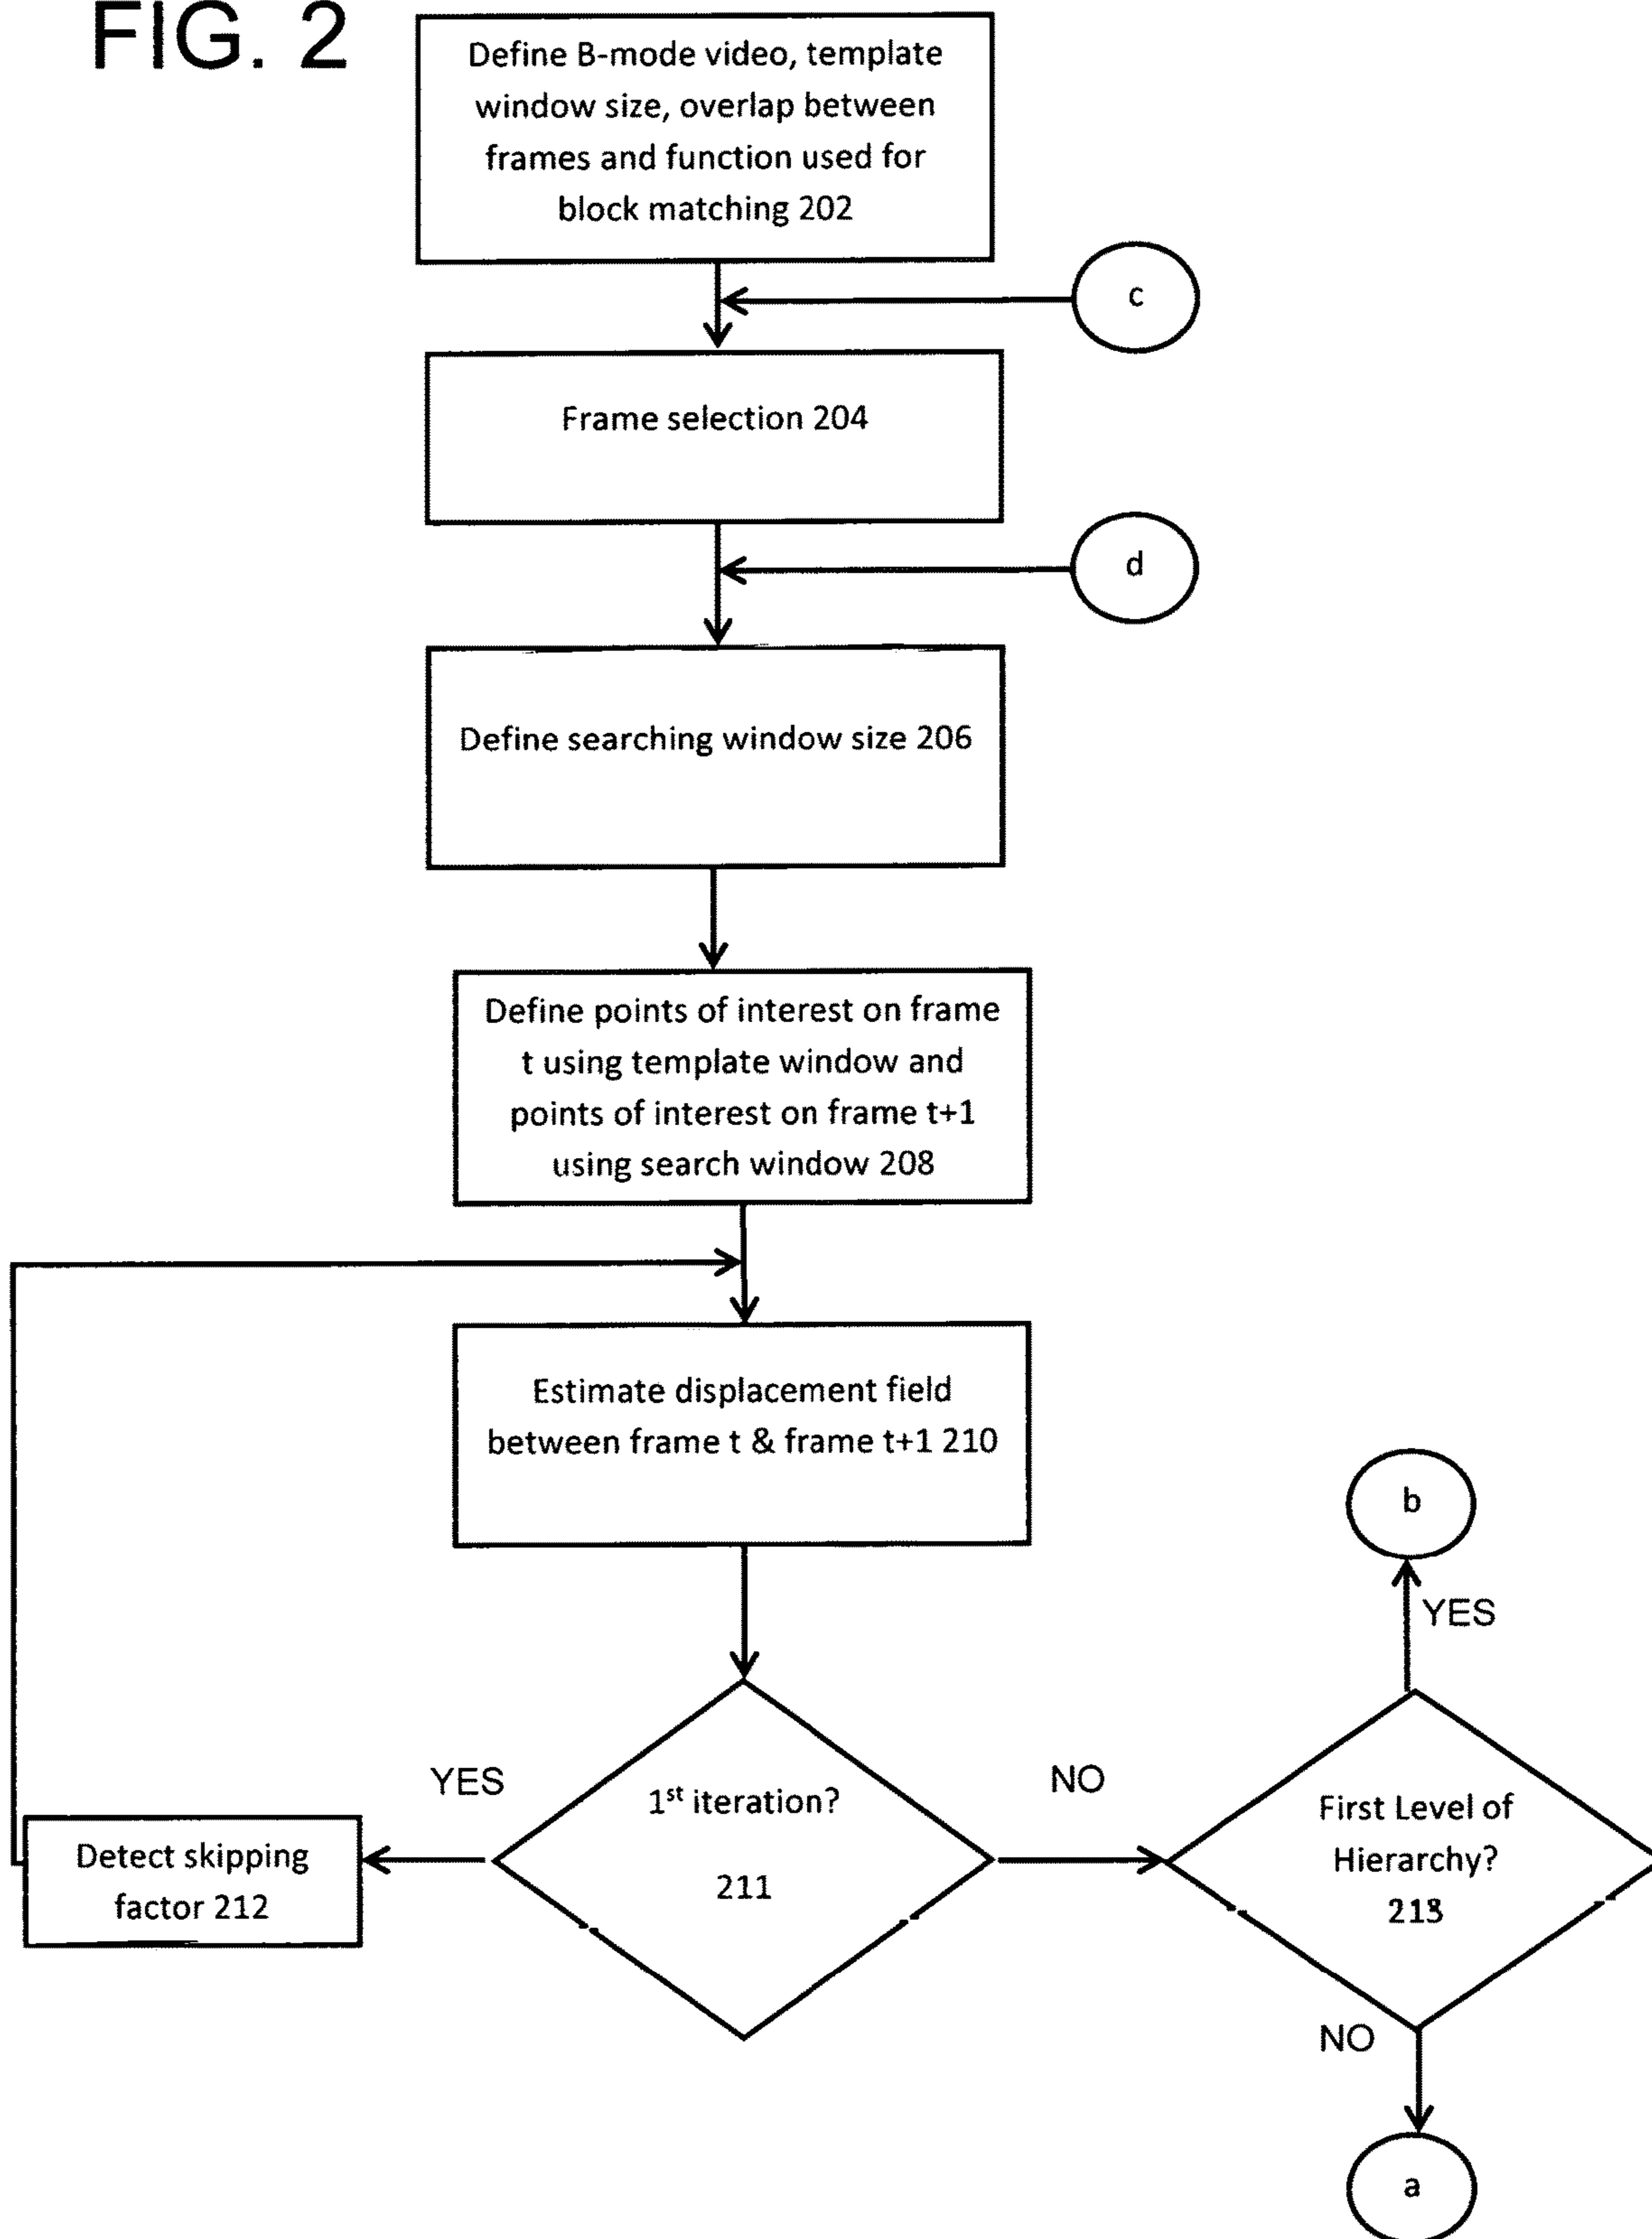 FIG. 2
Define B-mode video, template
window size, overlap between
frames and function used for
block matching 202
c
Frame selection 204
d
Define searching window size 206
Define points of interest on frame
t using template window and
points of interest on frame t+1
using search window 208
Estimate displacement field
between frame t & frame t+1 210
b
YES
YES
1st iteration?
211
NO
First Level of
Hierarchy?
213
Detect skipping
factor 212
NO
a